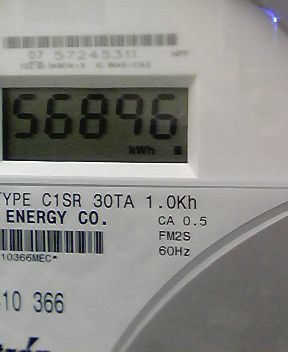 07 57245311
56896
kWh
TYPE C1SR 30TA 1.0Kh
ENERGY CO.
CA 0.5
FM2S
60Hz
10366MEC*
10 366